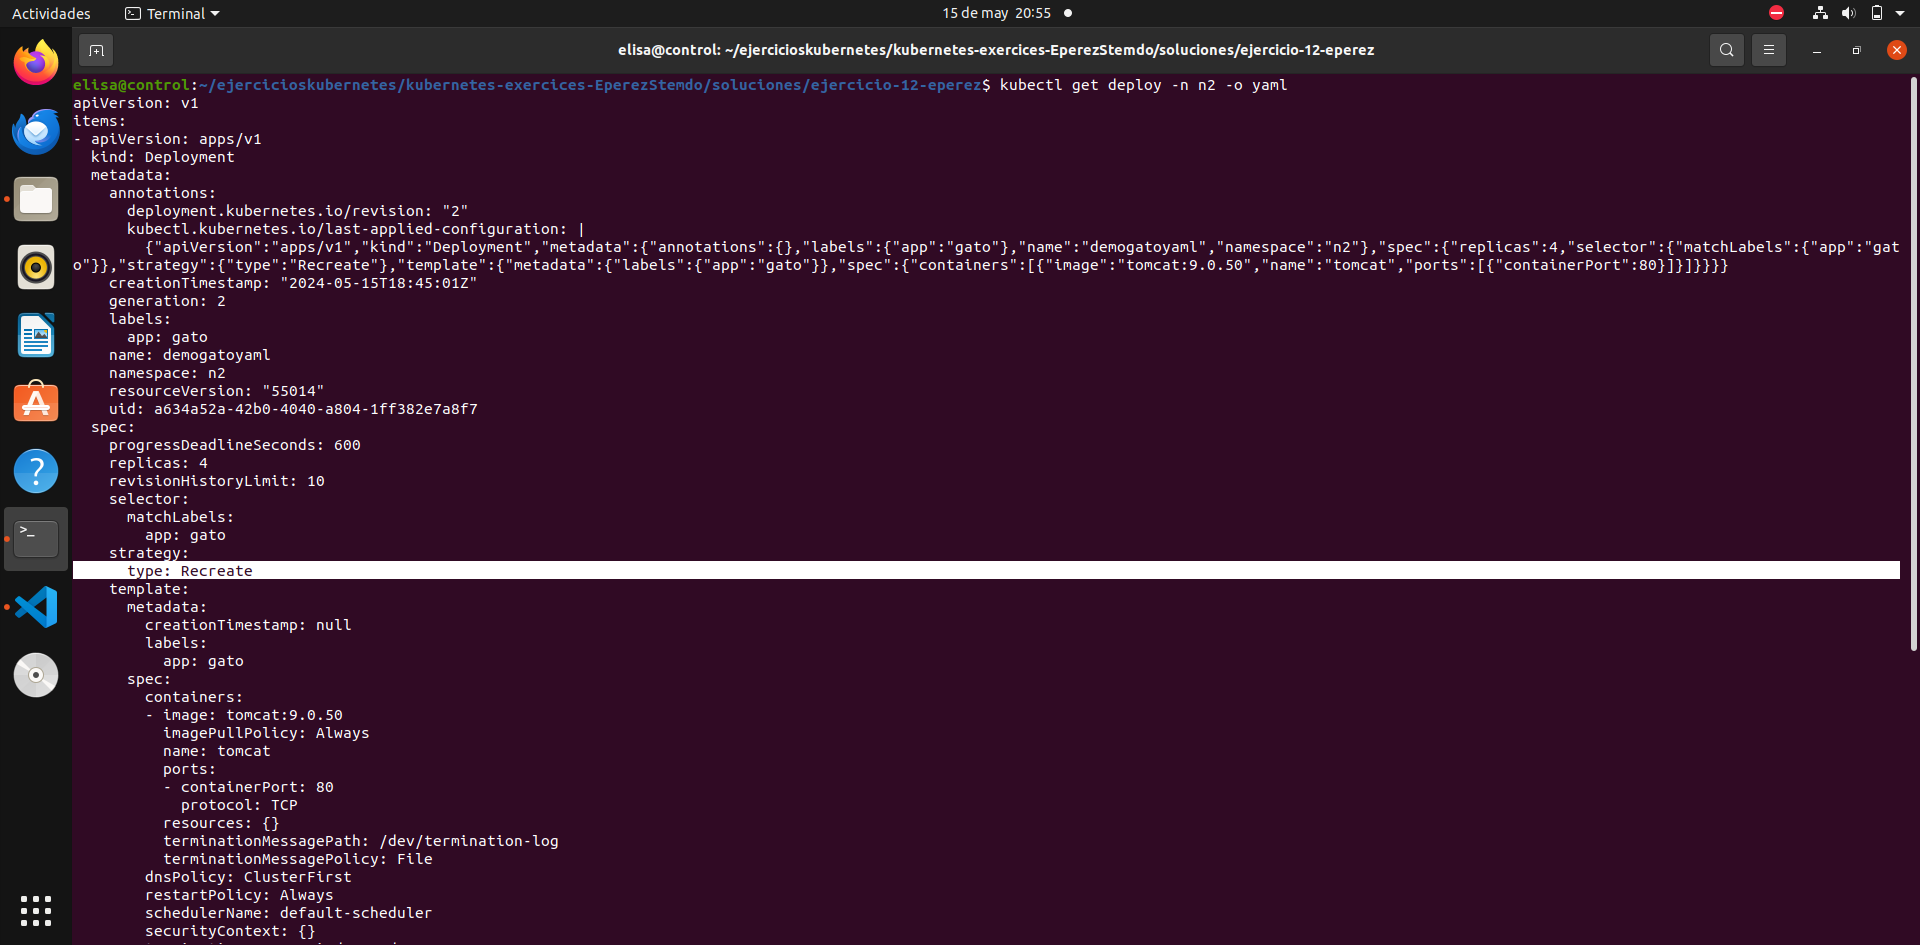 Actividades
Terminal
15 de may 20:55
elisa@control: ~/ejercicioskubernetes/kubernetes-exercices-EperezStemdo/soluciones/ejercicio-12-eperez
elisa@control:~/ejercicioskubernetes/kubernetes-exercices-EperezStemdo/soluciones/ejercicio-12-eperez$ kubectl get deploy -n n2 -o yaml
apiVersion: v1
items:
- apiVersion: apps/v1
  kind: Deployment
  metadata:
    annotations:
      deployment.kubernetes.io/revision: "2"
      kubectl.kubernetes.io/last-applied-configuration: |
        {"apiVersion":"apps/v1","kind":"Deployment","metadata":{"annotations":{},"labels":{"app":"gato"},"name":"demogatoyaml","namespace":"n2"},"spec":{"replicas":4,"selector":{"matchLabels":{"app":"gat
o"}},"strategy":{"type":"Recreate"},"template":{"metadata":{"labels":{"app":"gato"}},"spec":{"containers":[{"image":"tomcat:9.0.50","name":"tomcat","ports":[{"containerPort":80}]}]}}}}
    creationTimestamp: "2024-05-15T18:45:01Z"
    generation: 2
    labels:
      app: gato
    name: demogatoyaml
    namespace: n2
    resourceVersion: "55014"
    uid: a634a52a-42b0-4040-a804-1ff382e7a8f7
  spec:
    progressDeadlineSeconds: 600
    replicas: 4
    revisionHistoryLimit: 10
    selector:
      matchLabels:
        app: gato
    strategy:
      type: Recreate
    template:
      metadata:
        creationTimestamp: null
        labels:
          app: gato
      spec:
        containers:
        - image: tomcat:9.0.50
          imagePullPolicy: Always
          name: tomcat
          ports:
          - containerPort: 80
            protocol: TCP
          resources: {}
          terminationMessagePath: /dev/termination-log
          terminationMessagePolicy: File
        dnsPolicy: ClusterFirst
        restartPolicy: Always
        schedulerName: default-scheduler
        securityContext: {}